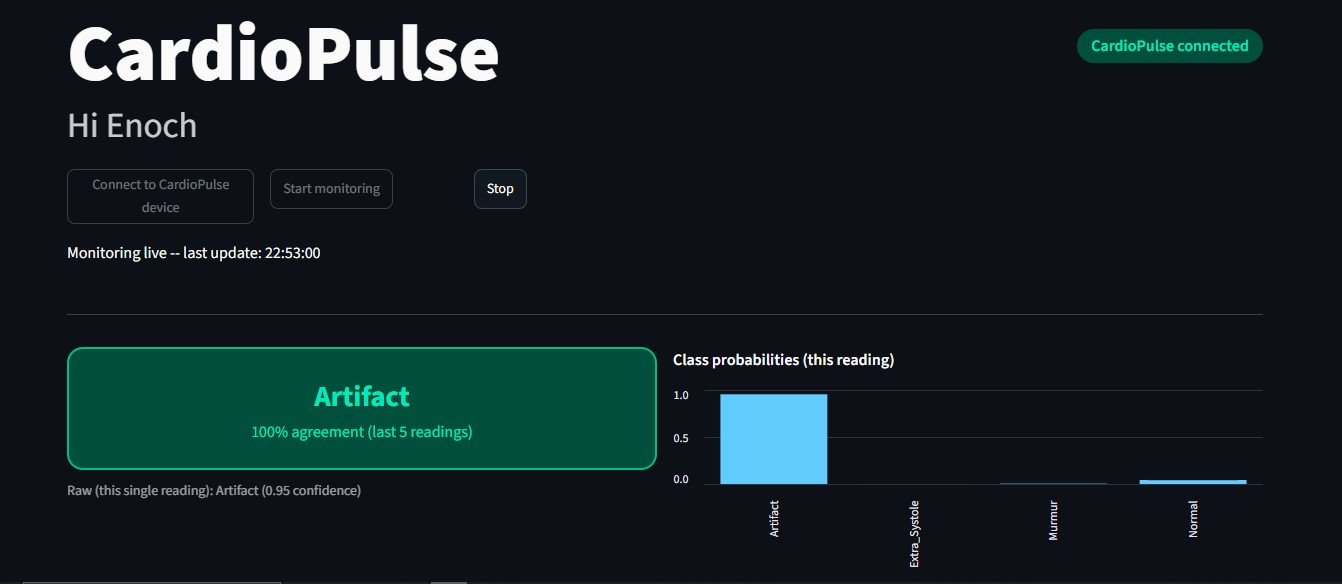 CardioPulse
CardioPulse connected
Hi Enoch
Connect to CardioPulse
device
Start monitoring
Stop
Monitoring live -- last update: 22:53:00
Artifact
100% agreement (last 5 readings)
Raw (this single reading): Artifact (0.95 confidence)
Class probabilities (this reading)
1.0
0.5
0.0
Artifact
Extra_Systole
Murmur
Normal